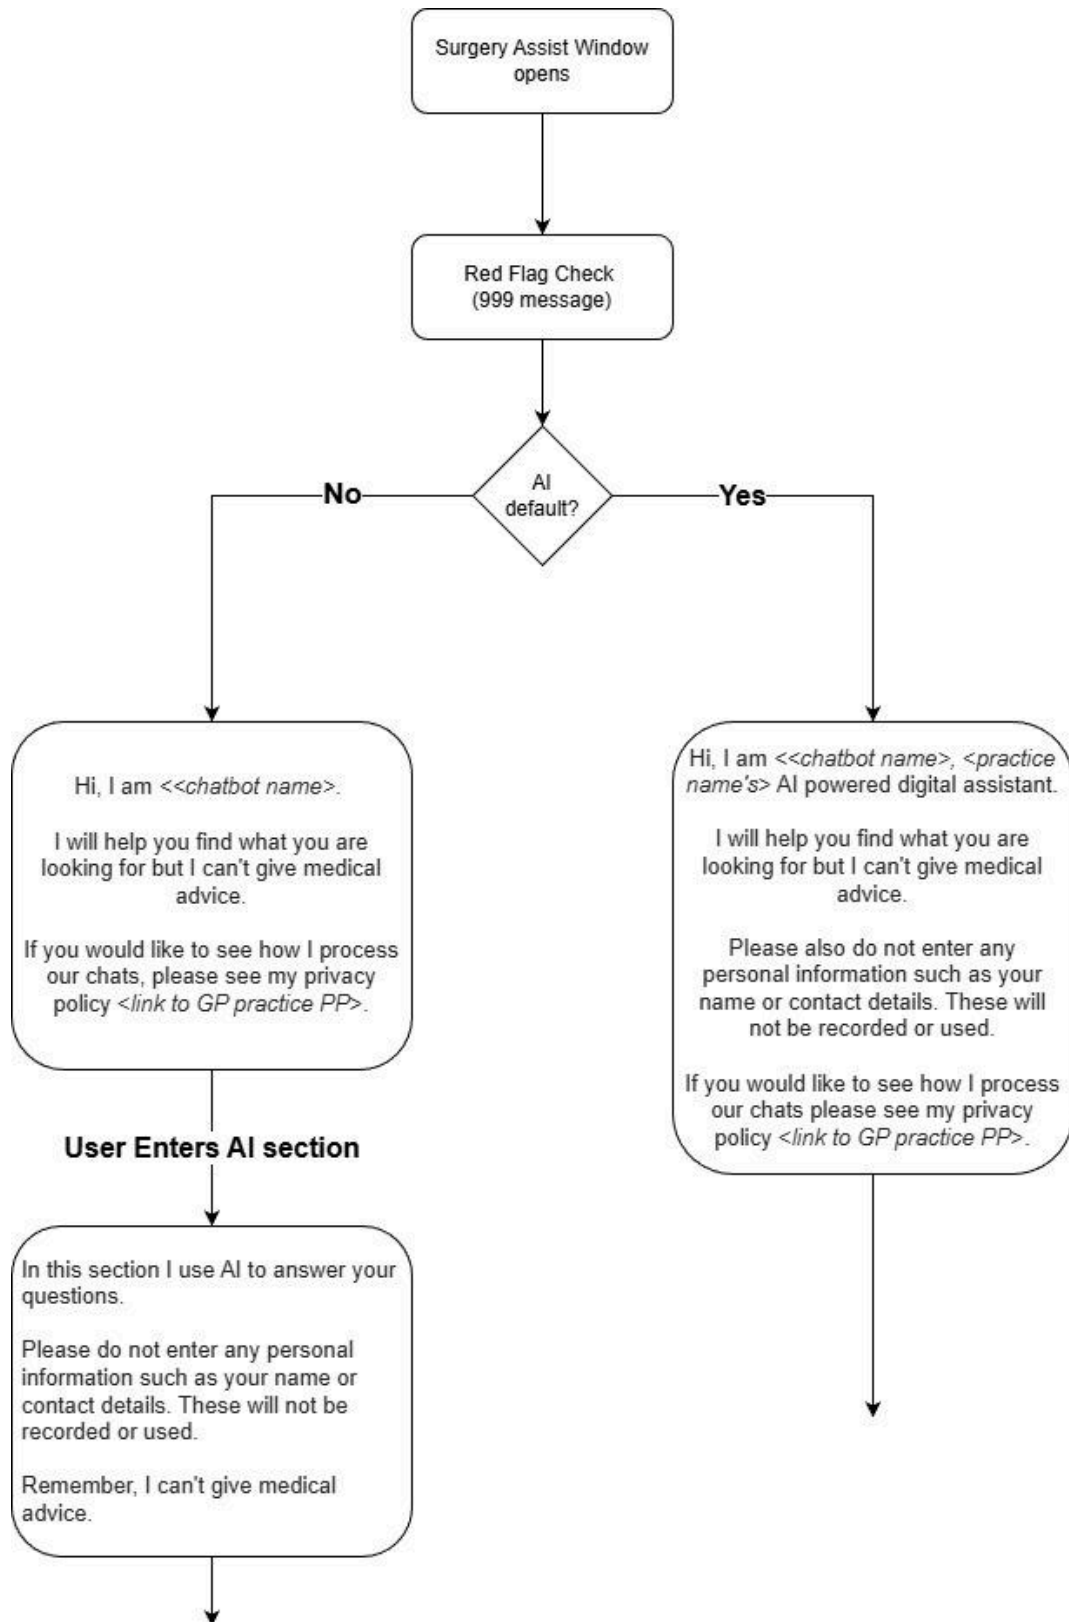 Surgery Assist Window
opens
Red Flag Check
(999 message)
AI
default?
No
Yes
Hi, I am <<chatbot name>.
I will help you find what you are
looking for but I can't give medical
advice.
If you would like to see how I process
our chats, please see my privacy
policy <link to GP practice PP>.
User Enters AI section
In this section I use AI to answer your
questions.
Please do not enter any personal
information such as your name or
contact details. These will not be
recorded or used.
Remember, I can't give medical
advice.
Hi, I am <<chatbot name>, <practice
name's> AI powered digital assistant.
I will help you find what you are
looking for but I can't give medical
advice.
Please also do not enter any
personal information such as your
name or contact details. These will
not be recorded or used.
If you would like to see how I process
our chats please see my privacy
policy <link to GP practice PP>.